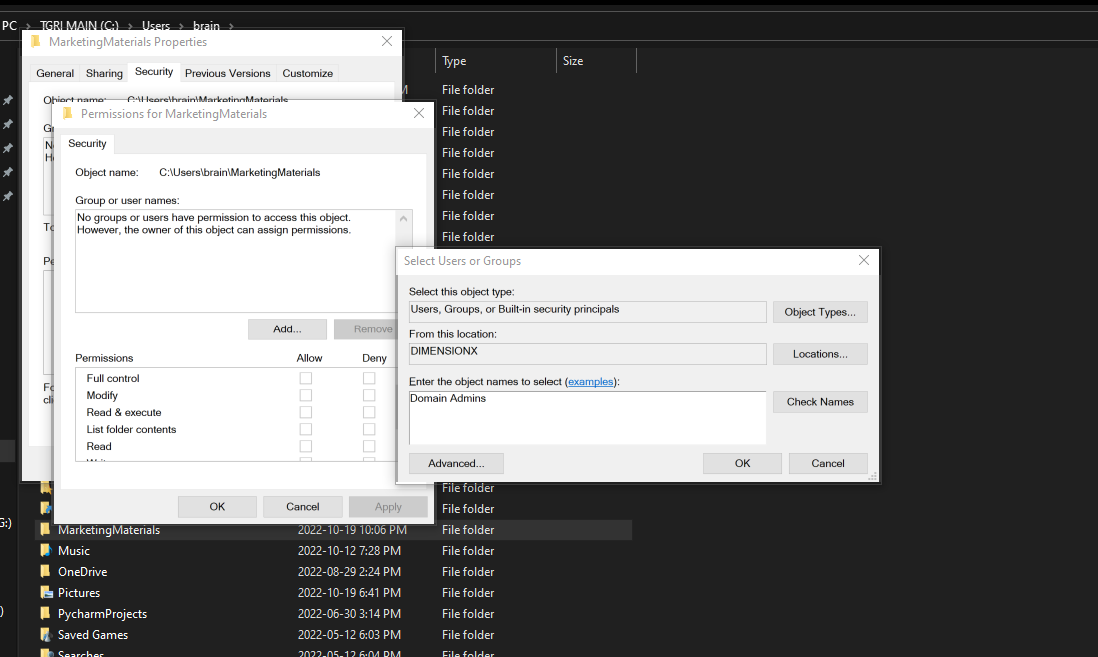 PC > TGRI MAIN (C:) > Users > brain >
MarketingMaterials Properties
General Sharing Security Previous Versions Customize
Object name: C:\Users\brain\MarketingMaterials
Permissions for MarketingMaterials
Security
Object name: C:\Users\brain\MarketingMaterials
Group or user names:
No groups or users have permission to access this object.
However, the owner of this object can assign permissions.
Add... Remove
Permissions Allow Deny
Full control
Modify
Read & execute
List folder contents
Read
OK Cancel Apply
Type Size
File folder
File folder
File folder
File folder
File folder
File folder
File folder
File folder
Select Users or Groups
Select this object type:
Users, Groups, or Built-in security principals
Object Types...
From this location:
DIMENSIONX
Locations...
Enter the object names to select (examples):
Domain Admins
Check Names
Advanced... OK Cancel
File folder
File folder
G:)
MarketingMaterials 2022-10-19 10:06 PM File folder
Music 2022-10-12 7:28 PM File folder
OneDrive 2022-08-29 2:24 PM File folder
Pictures 2022-10-19 6:41 PM File folder
PycharmProjects 2022-06-30 3:14 PM File folder
Saved Games 2022-05-12 6:03 PM File folder
Searches 2022-05-12 6:04 PM File folder